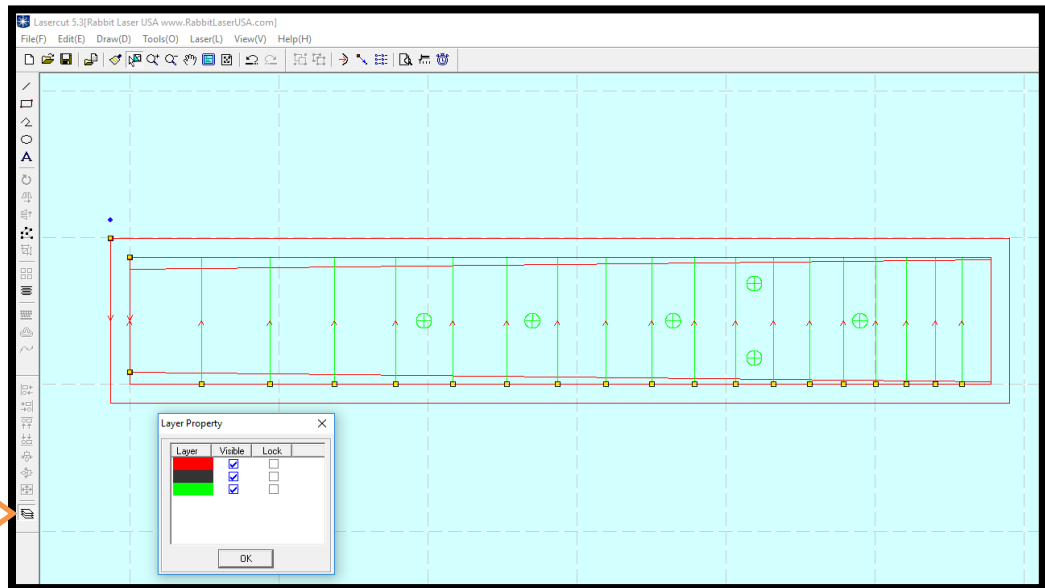 Lasercut 5.3[Rabbit Laser USA www.RabbitLaserUSA.com]
File(F) Edit(E) Draw(D) Tools(O) Laser(L) View(V) Help(H)
A
Layer Property
Layer Visible Lock
OK